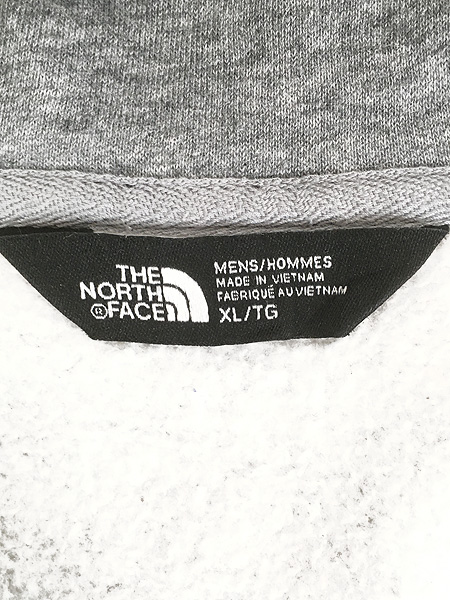 THE
NORTH
®FACE
MENS/HOMMES
MADE IN VIETNAM
FABRIQUÉ AU VIETNAM
XL/TG